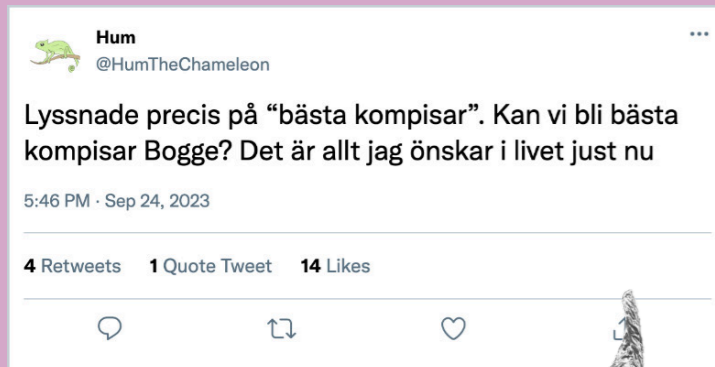 Hum
@HumTheChameleon
Lyssnade precis på “bästa kompisar”. Kan vi bli bästa
kompisar Bogge? Det är allt jag önskar i livet just nu
5:46 PM · Sep 24, 2023
4 Retweets 1 Quote Tweet 14 Likes